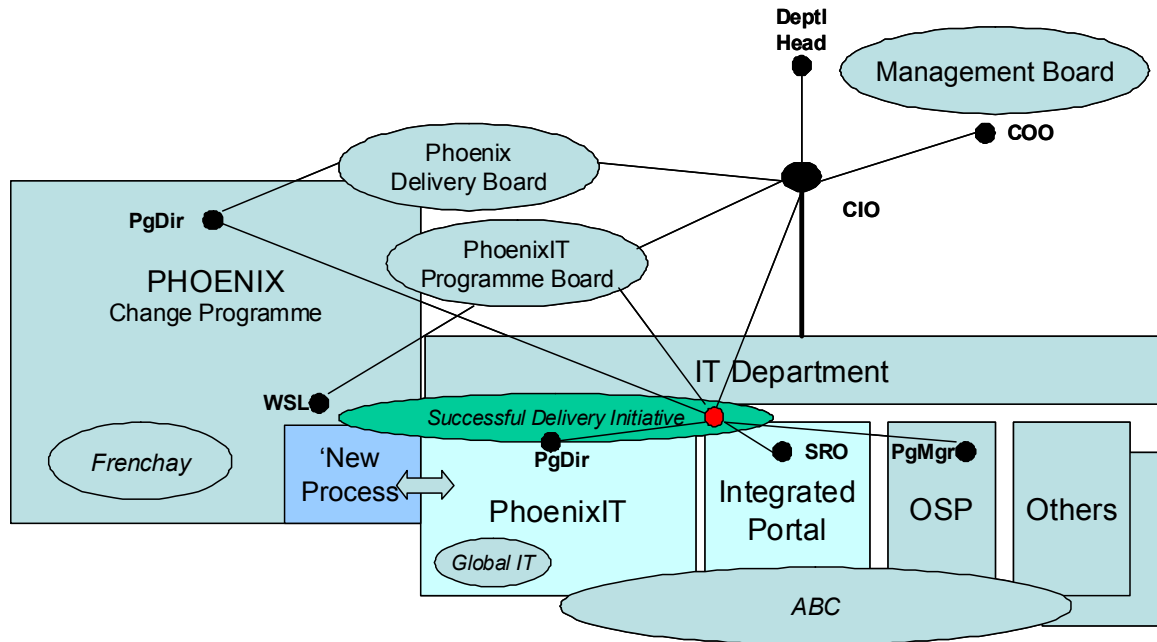 Deptl
Head
Management Board
COO
Phoenix
Delivery Board
CIO
PgDir
PhoenixIT
Programme Board
PHOENIX
Change Programme
IT Department
WSL
Successful Delivery Initiative
PgDir
SRO
PgMgr
Frenchay
‘New
Process
PhoenixIT
Integrated
Portal
OSP
Others
Global IT
ABC